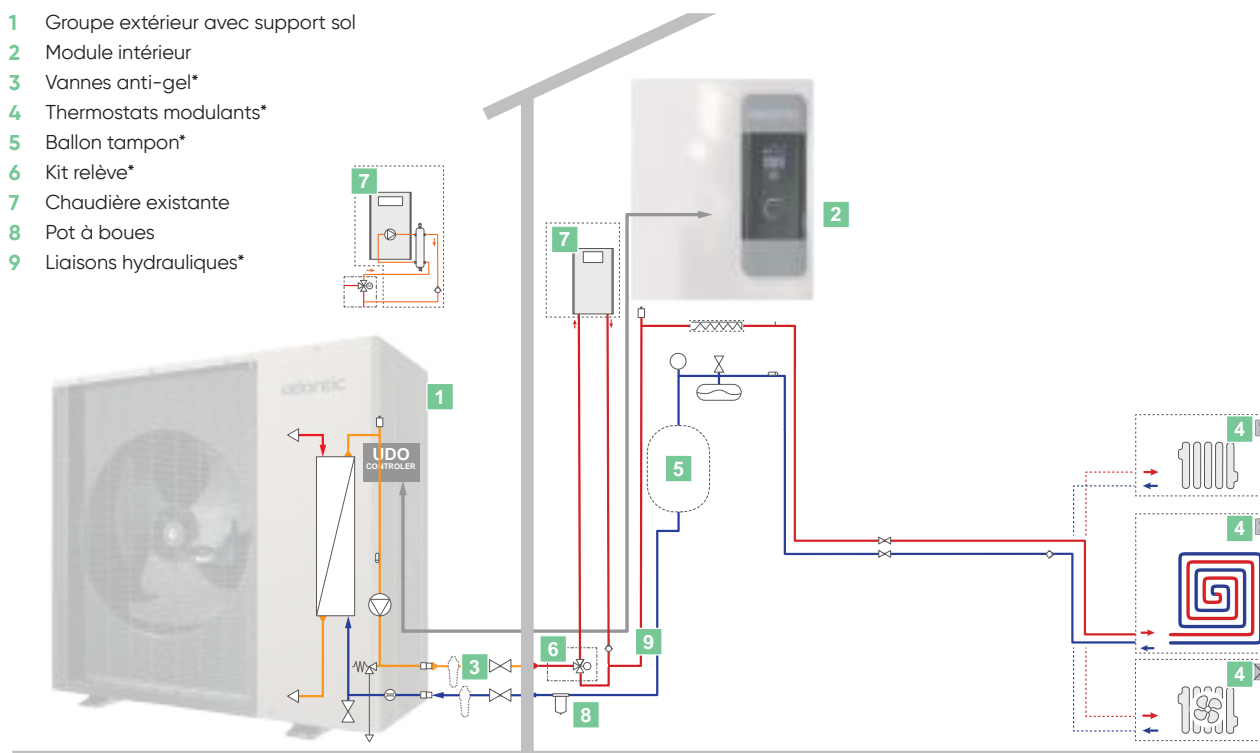 1 Groupe extérieur avec support sol
2 Module intérieur
3 Vannes anti-gel*
4 Thermostats modulants*
5 Ballon tampon*
6 Kit relève*
7 Chaudière existante
8 Pot à boues
9 Liaisons hydrauliques*
7
2
7
atlantic
1
4
UDO
CONTROLER
5
4
6
3
9
4
8